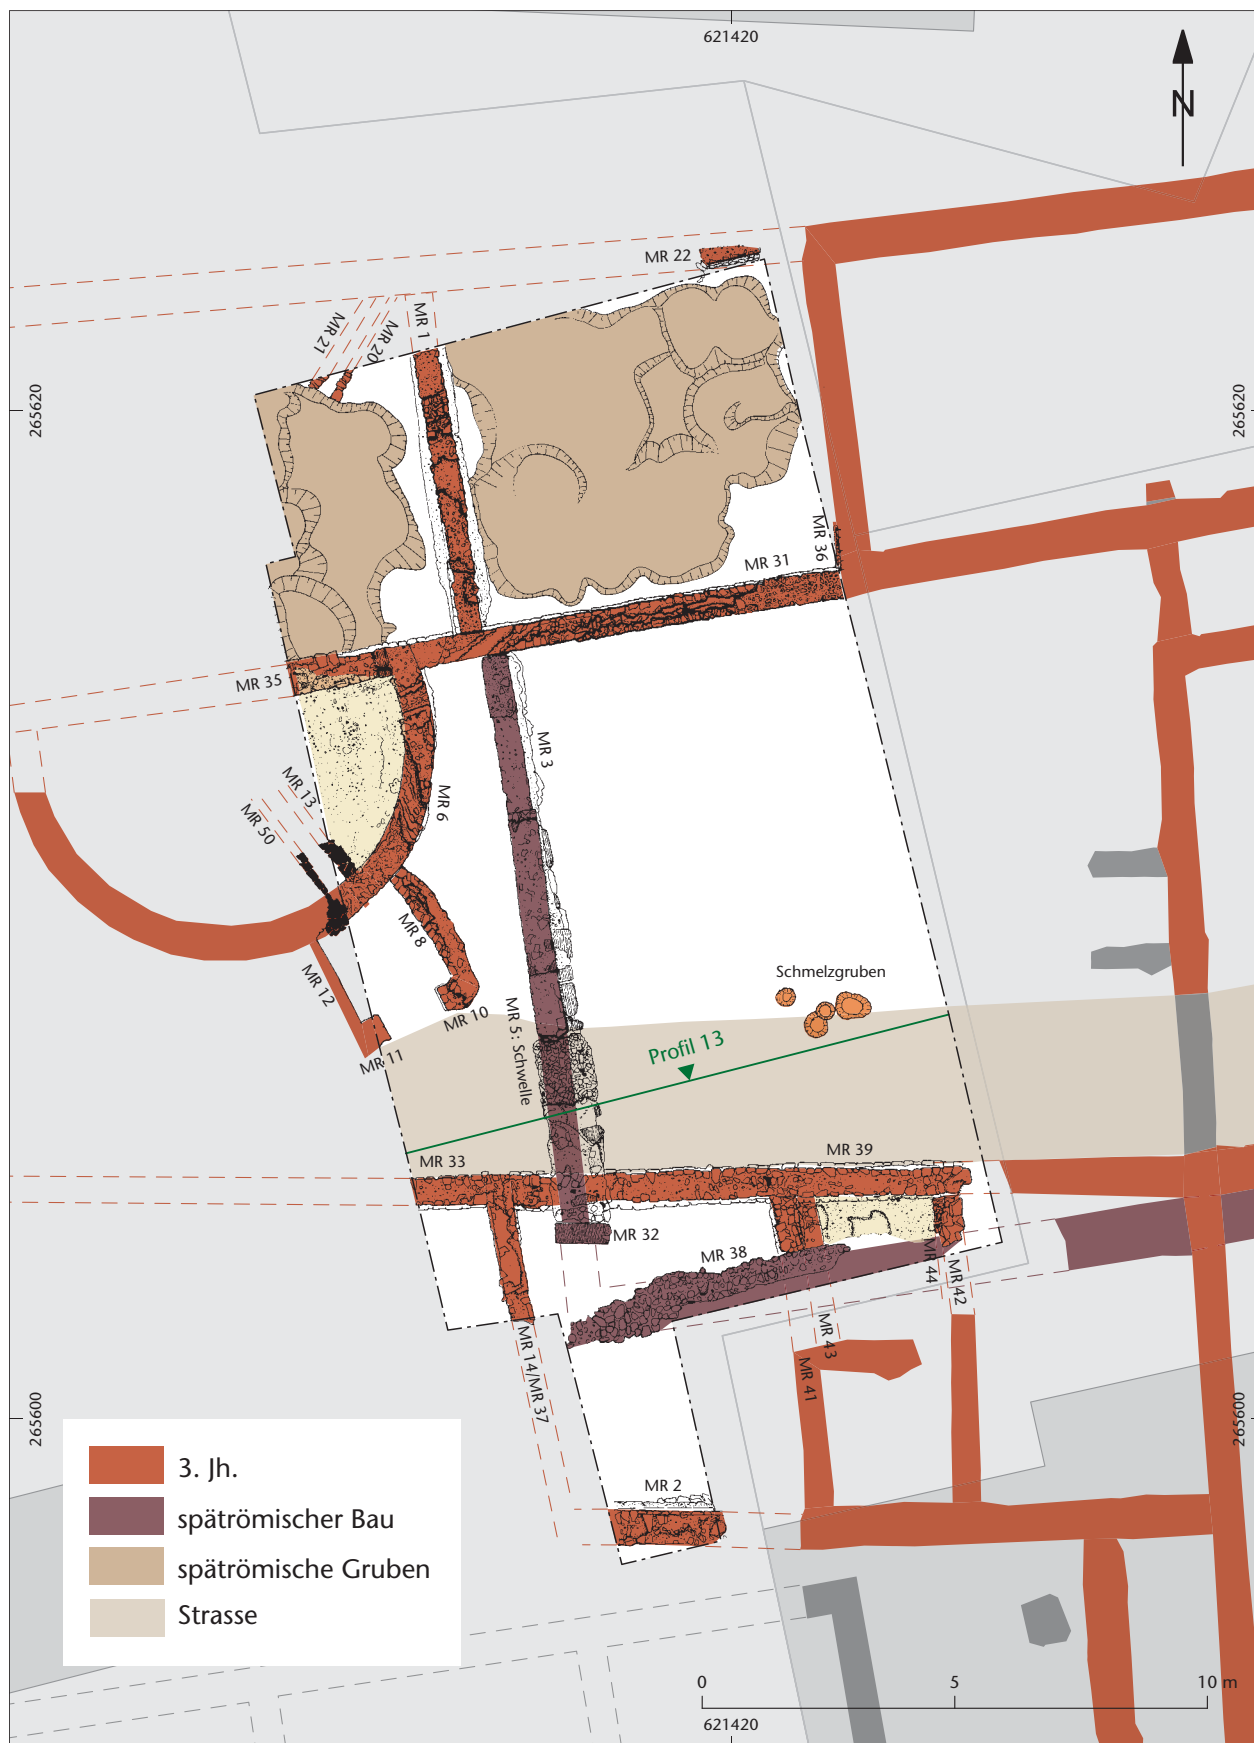 621420
N
MR 22
MR 21
MR 20
MR 1
265620
265620
MR 36
MR 31
MR 35
MR 3
MR 13
MR 50
MR 6
MR 8
MR 12
Schmelzgruben
MR 10
MR 5: Schwelle
Profil 13
MR 11
MR 33
MR 39
MR 32
MR 38
MR 44
MR 42
MR 43
MR 41
MR 14/MR 37
265600
265600
3. Jh.
spätrömischer Bau
spätrömische Gruben
Strasse
MR 2
0 5 10 m
621420